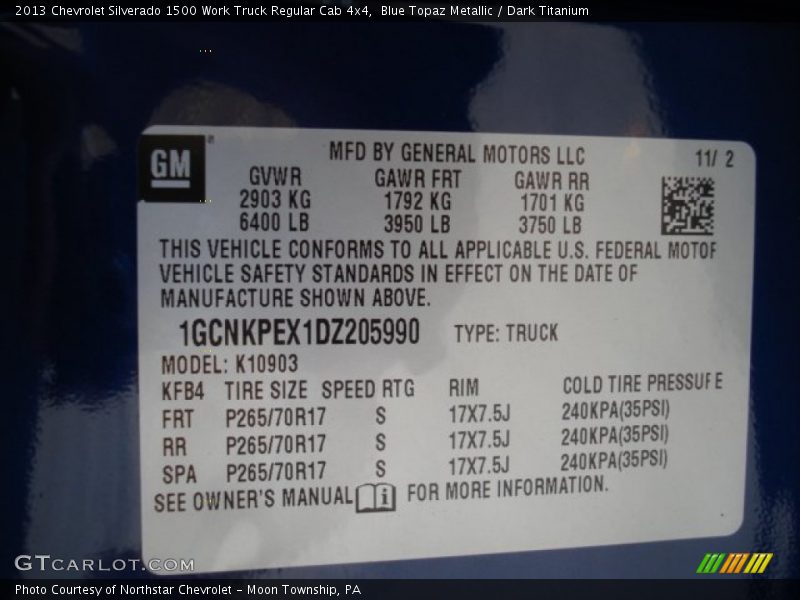 2013 Chevrolet Silverado 1500 Work Truck Regular Cab 4x4,  Blue Topaz Metallic / Dark Titanium
GM
MFD BY GENERAL MOTORS LLC
11/ 2
GVWR GAWR FRT GAWR RR
2903 KG 1792 KG 1701 KG
6400 LB 3950 LB 3750 LB
THIS VEHICLE CONFORMS TO ALL APPLICABLE U.S. FEDERAL MOTOF
VEHICLE SAFETY STANDARDS IN EFFECT ON THE DATE OF
MANUFACTURE SHOWN ABOVE.
1GCNKPEX1DZ205990 TYPE: TRUCK
MODEL: K10903
KFB4 TIRE SIZE SPEED RTG RIM COLD TIRE PRESSUF E
FRT P265/70R17 S 17X7.5J 240KPA(35PSI)
RR P265/70R17 S 17X7.5J 240KPA(35PSI)
SPA P265/70R17 S 17X7.5J 240KPA(35PSI)
SEE OWNER'S MANUAL i FOR MORE INFORMATION.
GTCARLOT.COM
Photo Courtesy of Northstar Chevrolet - Moon Township, PA